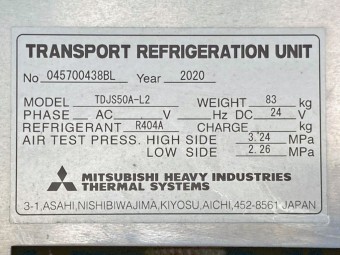 TRANSPORT REFRIGERATION UNIT
No. 045700438BL Year 2020
MODEL TDJS50A-L2 WEIGHT 83 kg
PHASE AC V Hz DC 24 V
REFRIGERANT R404A CHARGE kg
AIR TEST PRESS. HIGH SIDE 3.24 MPa
LOW SIDE 2.26 MPa
MITSUBISHI HEAVY INDUSTRIES
THERMAL SYSTEMS
3-1,ASAHI,NISHIBIWAJIMA,KIYOSU,AICHI,452-8561 JAPAN